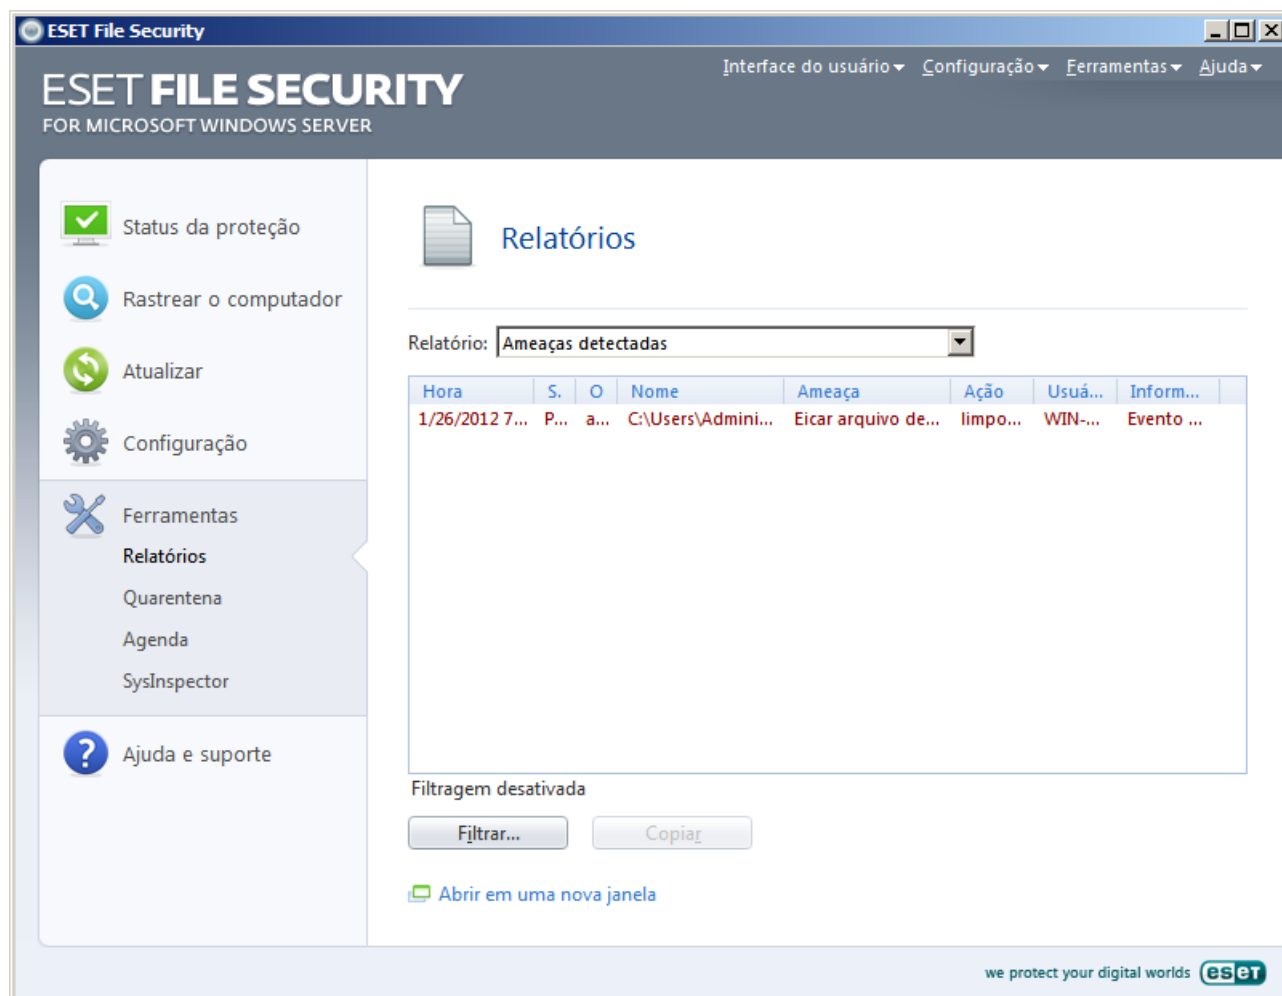 ESET File Security
Interface do usuário Configuração Ferramentas Ajuda
ESET FILE SECURITY
FOR MICROSOFT WINDOWS SERVER
Status da proteção
Rastrear o computador
Atualizar
Configuração
Ferramentas
Relatórios
Quarentena
Agenda
SysInspector
Ajuda e suporte
Relatórios
Relatório: Ameaças detectadas
Hora S. O Nome Ameaça Ação Usuá... Inform...
1/26/2012 7... P... a... C:\Users\Admini... Eicar arquivo de... limpo... WIN-... Evento ...
Filtragem desativada
Filtrar... Copiar
Abrir em uma nova janela
we protect your digital worlds eset